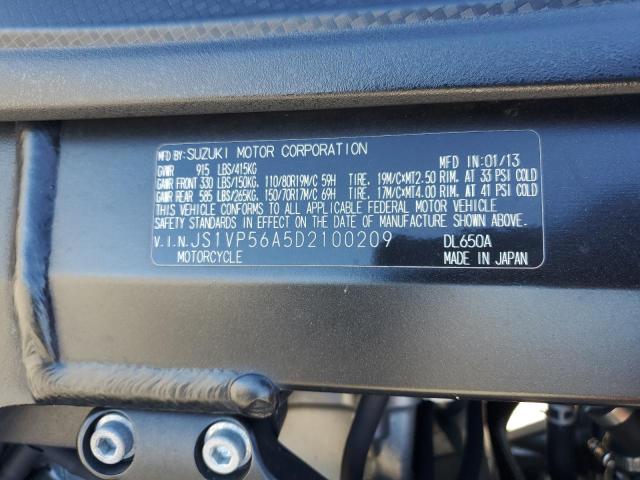 MFD BY: SUZUKI MOTOR CORPORATION MFD IN: 01/13
GVWR 915 LBS/415KG
GAWR FRONT 330 LBS/150KG. 110/80R19M/C 59H TIRE. 19M/C×MT2.50 RIM. AT 33 PSI COLD
GAWR REAR 585 LBS/265KG. 150/70R17M/C 69H TIRE. 17M/C×MT4.00 RIM. AT 41 PSI COLD
THIS VEHICLE CONFORMS TO ALL APPLICABLE FEDERAL MOTOR VEHICLE
SAFETY STANDARDS IN EFFECT ON THE DATE OF MANUFACTURE SHOWN ABOVE.
V.I.N. JS1VP56A5D2100209 DL650A
MOTORCYCLE MADE IN JAPAN